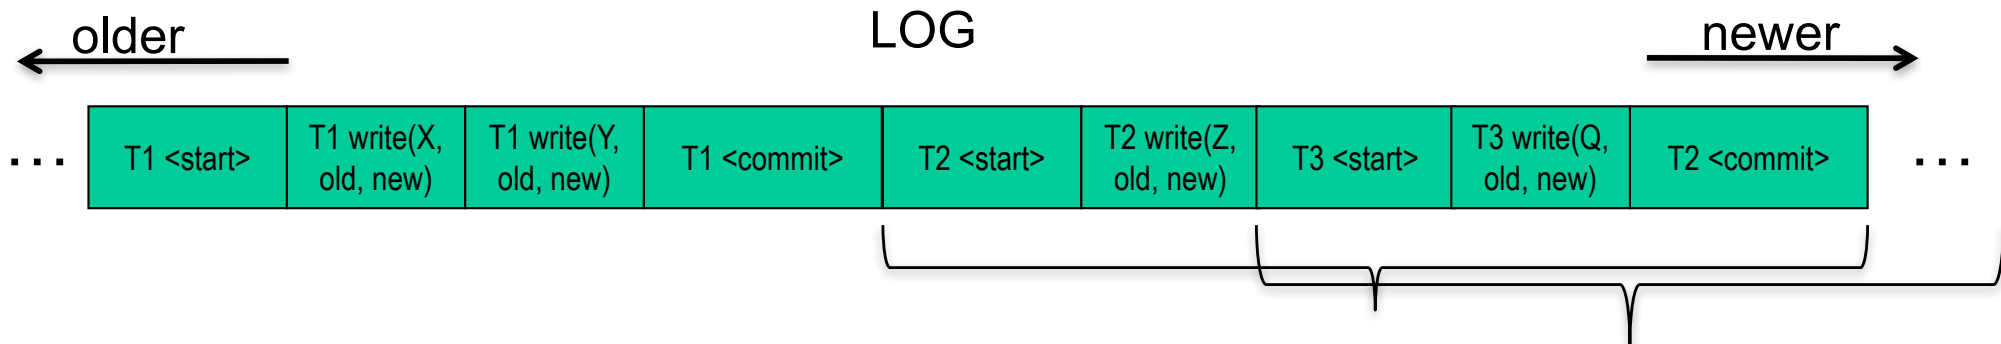 older
LOG
newer
...
T1 <start>
T1 write(X,
old, new)
T1 write(Y,
old, new)
T1 <commit>
T2 <start>
T2 write(Z,
old, new)
T3 <start>
T3 write(Q,
old, new)
T2 <commit>
...